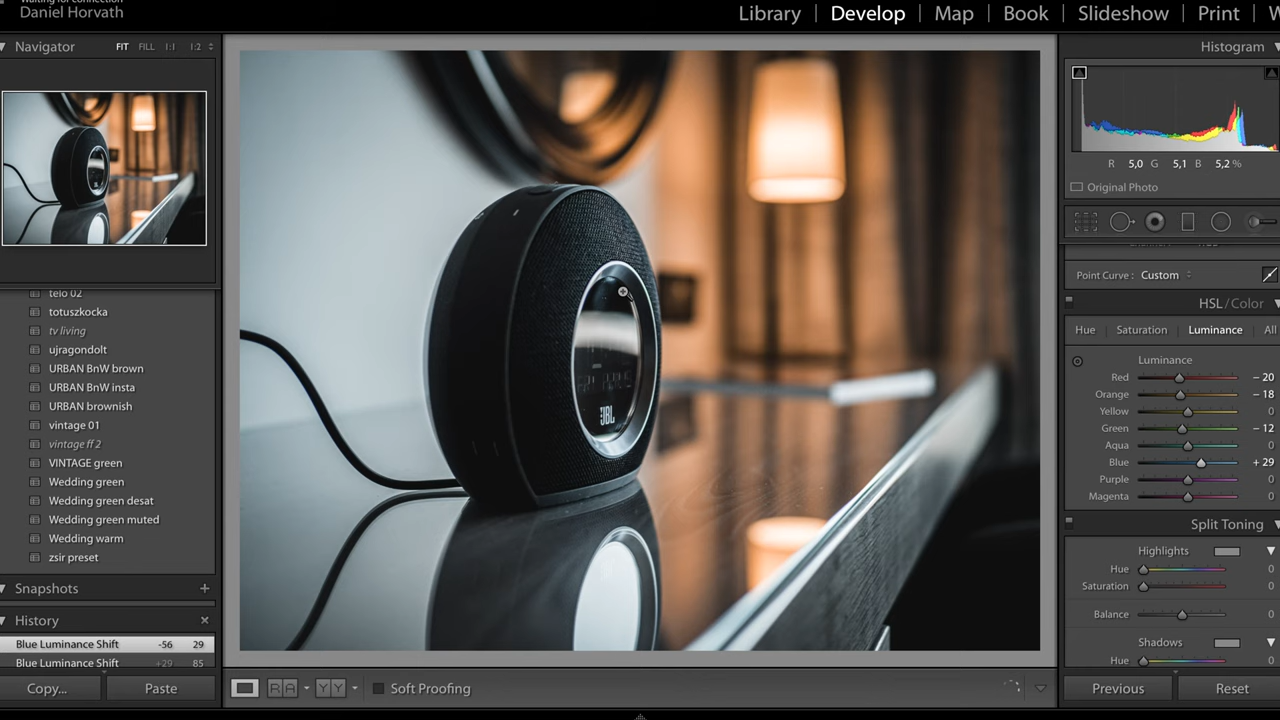 Waiting for connection
Daniel Horvath
Library | Develop | Map | Book | Slideshow | Print |
Navigator FIT FILL 1:1 1:2
Histogram
R 5,0 G 5,1 B 5,2 %
Original Photo
Point Curve : Custom
HSL / Color
Hue Saturation Luminance All
Luminance
Red – 20
Orange – 18
Yellow 0
Green – 12
Aqua 0
Blue + 29
Purple 0
Magenta 0
Split Toning
Highlights
Hue 0
Saturation 0
Balance 0
Shadows
Hue 0
Previous Reset
telo 02
totuszkocka
tv living
ujragondolt
URBAN BnW brown
URBAN BnW insta
URBAN brownish
vintage 01
vintage ff 2
VINTAGE green
Wedding green
Wedding green desat
Wedding green muted
Wedding warm
zsir preset
Snapshots +
History ×
Blue Luminance Shift -56 29
Blue Luminance Shift +29 85
Copy... Paste
JBL
R A Y Y Soft Proofing